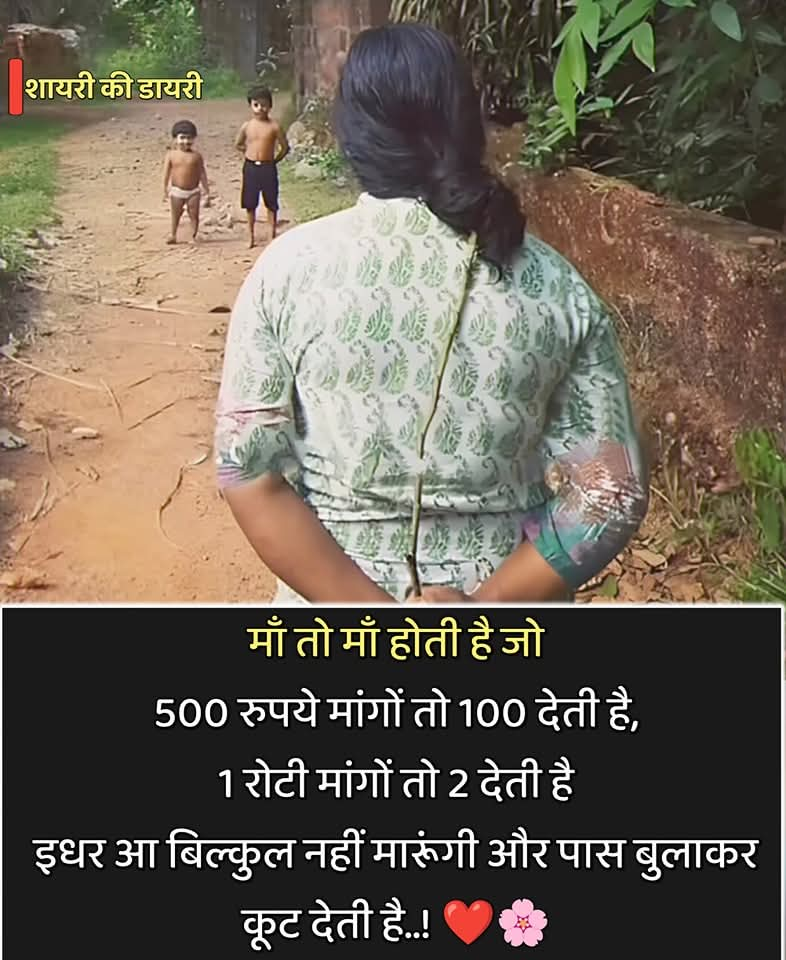 शायरी की डायरी
माँ तो माँ होती है जो
500 रुपये मांगों तो 100 देती है,
1 रोटी मांगों तो 2 देती है
इधर आ बिल्कुल नहीं मारूंगी और पास बुलाकर
कूट देती है..! ❤️🌸